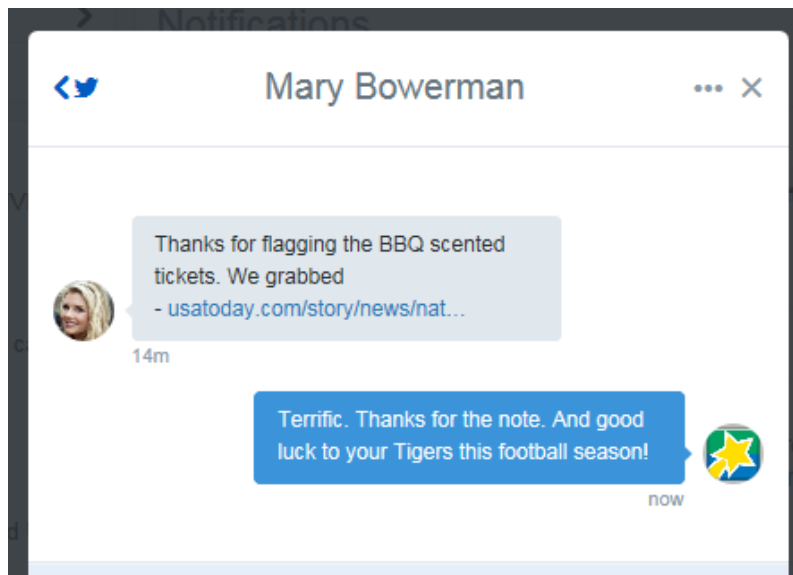 Notifications
Mary Bowerman
Thanks for flagging the BBQ scented
tickets. We grabbed
- usatoday.com/story/news/nat...
14m
Terrific. Thanks for the note. And good
luck to your Tigers this football season!
now